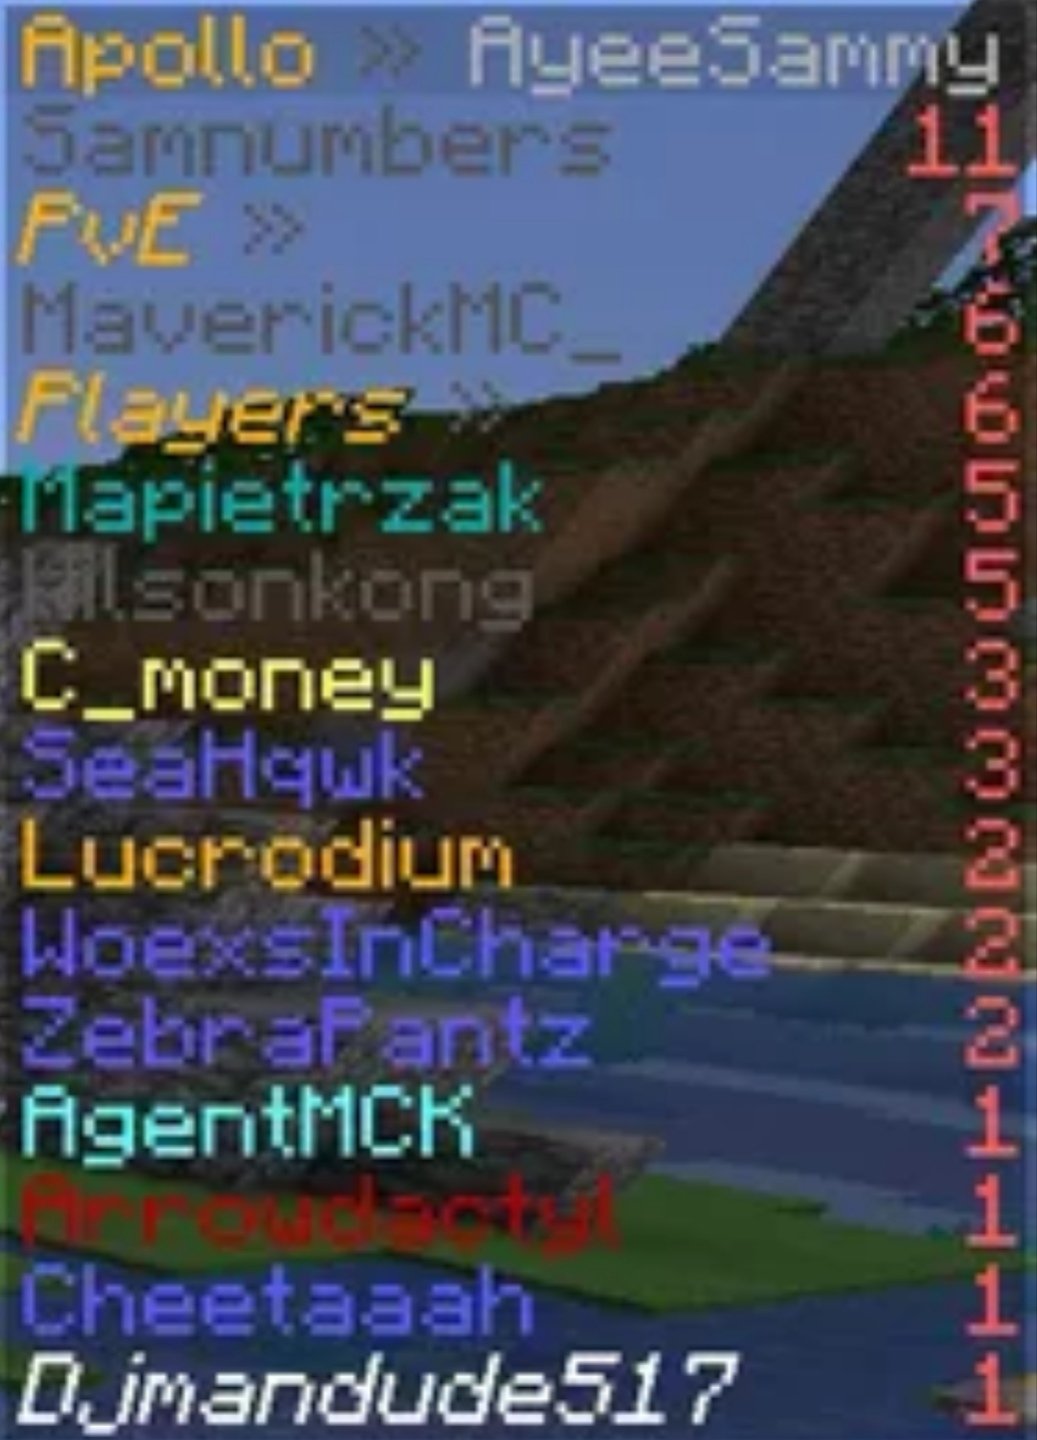 Apollo » AyeeSammy
Samnumbers 11
PvE » 7
MaverickMC_ 6
Players » 6
Mapietrzak 5
5
C_money 3
SeaHqwk 3
Lucrodium 2
WoexsInCharge 2
ZebraPantz 2
AgentMCK 1
Arrowdactyl 1
Cheetaaah 1
Djmandude517 1